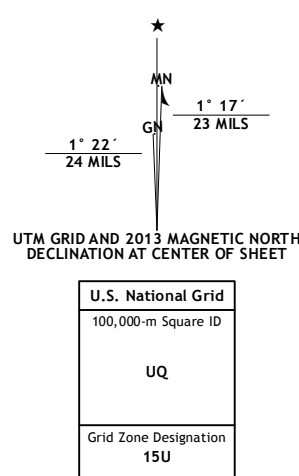 ★
MN
GN
1° 17´
23 MILS
1° 22´
24 MILS
UTM GRID AND 2013 MAGNETIC NORTH
DECLINATION AT CENTER OF SHEET
U.S. National Grid
100,000-m Square ID
UQ
Grid Zone Designation
15U